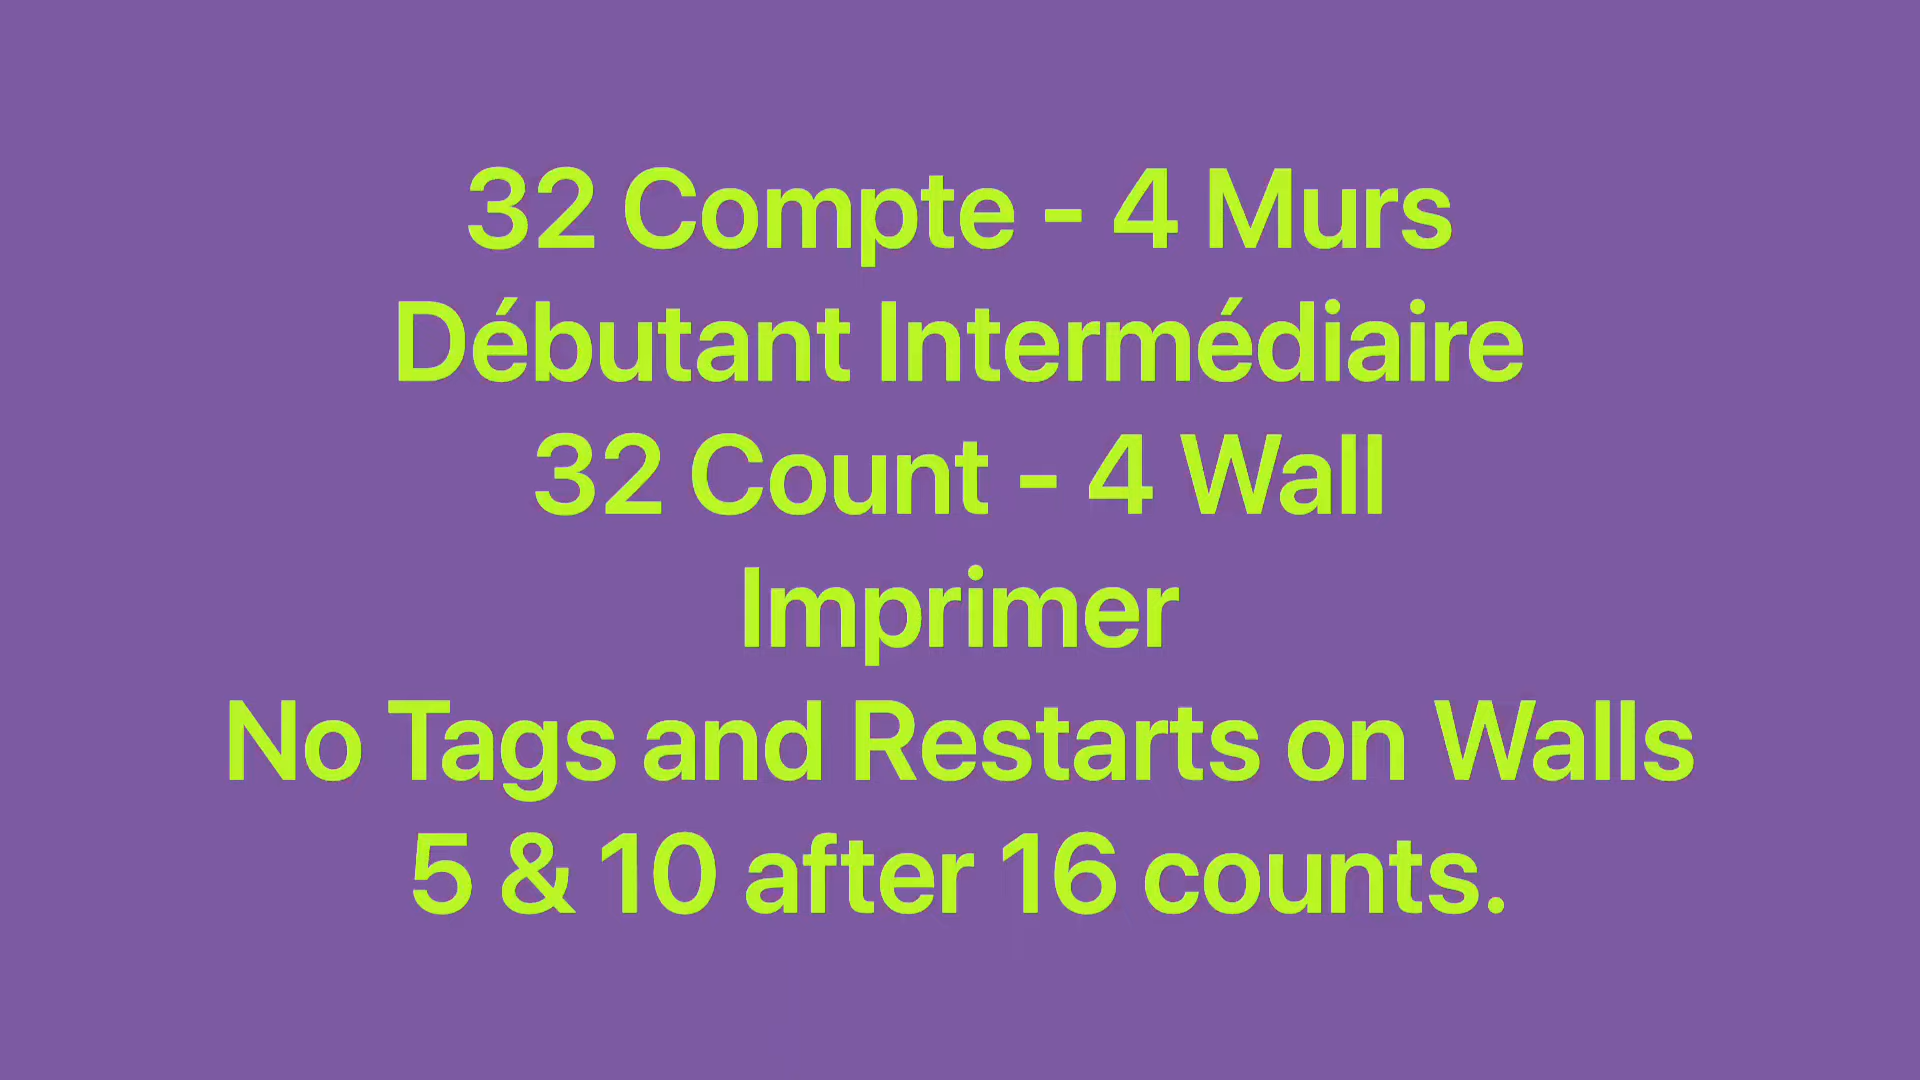 32 Compte - 4 Murs
Débutant Intermédiaire
32 Count - 4 Wall
Imprimer
No Tags and Restarts on Walls
5 & 10 after 16 counts.